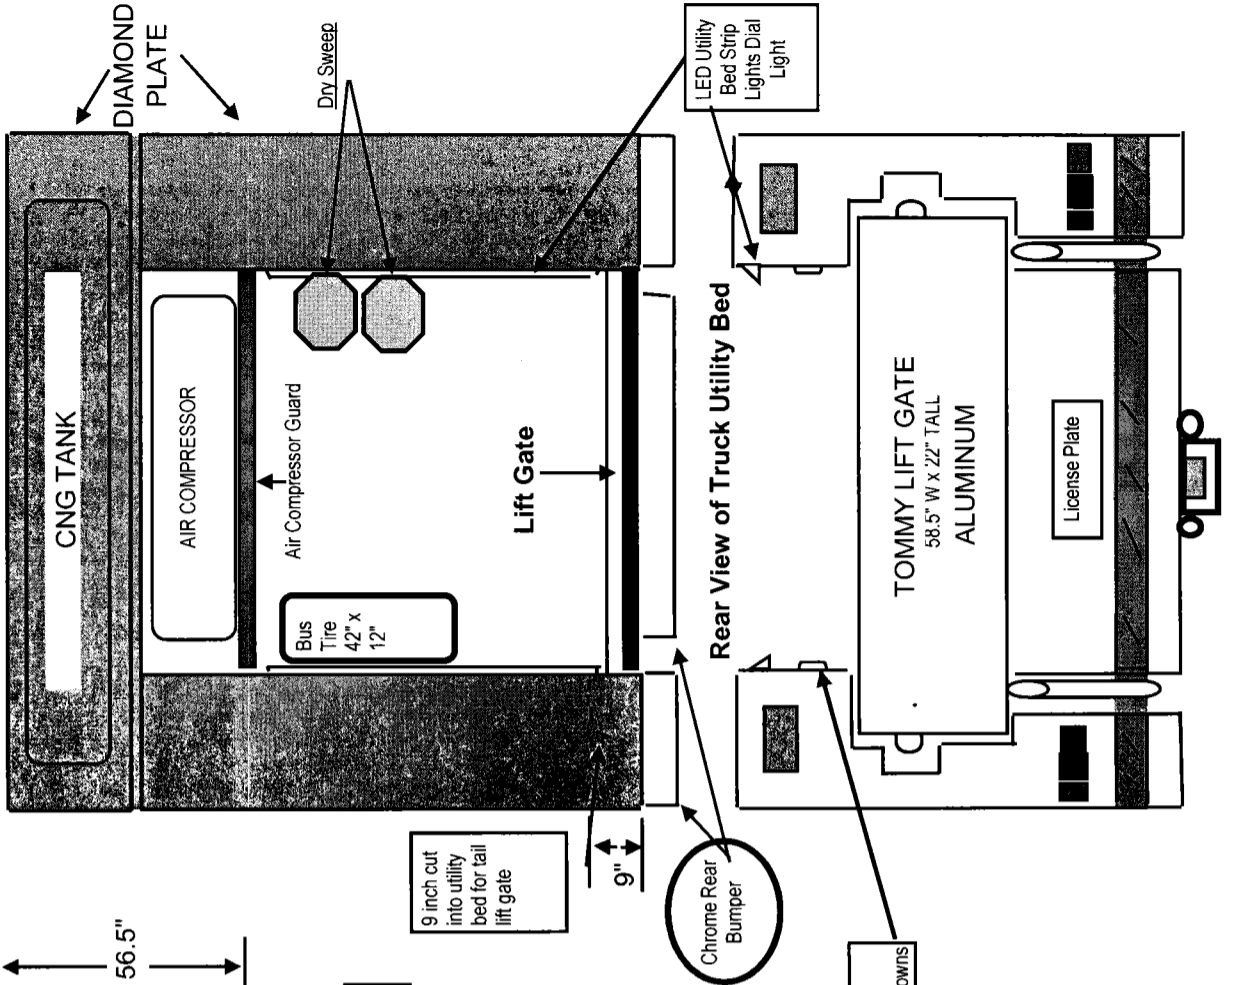 DIAMOND
PLATE
CNG TANK
AIR COMPRESSOR
Air Compressor Guard
Dry Sweep
Bus
Tire
42" x
12"
Lift Gate
LED Utility
Bed Strip
Lights Dial
Light
56.5"
9 inch cut
into utility
bed for tail
lift gate
9"
Chrome Rear
Bumper
Rear View of Truck Utility Bed
TOMMY LIFT GATE
58.5" W x 22" TALL
ALUMINUM
License Plate